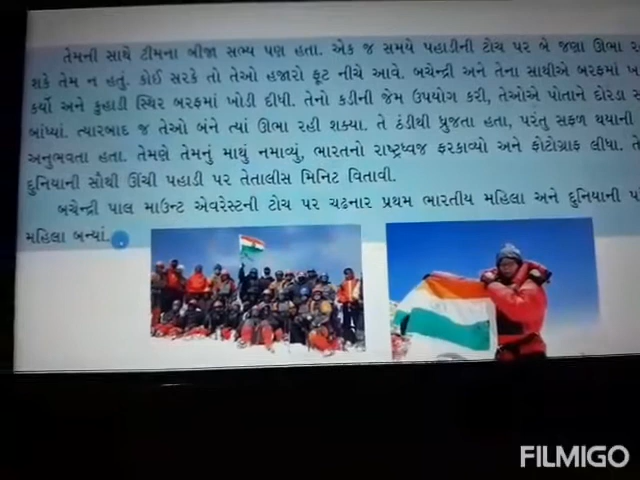 તેમની સાથે ટીમના બીજા સભ્ય પણ હતા. એક જ સમયે પહાડીની ટોચ પર બે જણા ઊભા
શકે તેમ ન હતું. કોઈ સરકે તો તેઓ હજારો ફૂટ નીચે આવે. બચેન્દ્રી અને તેના સાથીએ બરફમાં
કર્યો અને કુહાડી સ્થિર બરફમાં ખોડી દીધી. તેનો કડીની જેમ ઉપયોગ કરી, તેઓએ પોતાને દોરડા
બાંધ્યાં. ત્યારબાદ જ તેઓ બંને ત્યાં ઊભા રહી શક્યા. તે ઠંડીથી ધ્રુજતા હતા, પરંતુ સફળ થયાની
અનુભવતા હતા. તેમણે તેમનું માથું નમાવ્યું, ભારતનો રાષ્ટ્રધ્વજ ફરકાવ્યો અને ફોટોગ્રાફ લીધા.
દુનિયાની સૌથી ઊંચી પહાડી પર તેતાલીસ મિનિટ વિતાવી.
બચેન્દ્રી પાલ માઉન્ટ એવરેસ્ટની ટોચ પર ચઢનાર પ્રથમ ભારતીય મહિલા અને દુનિયાની
મહિલા બન્યાં.
FILMIGO